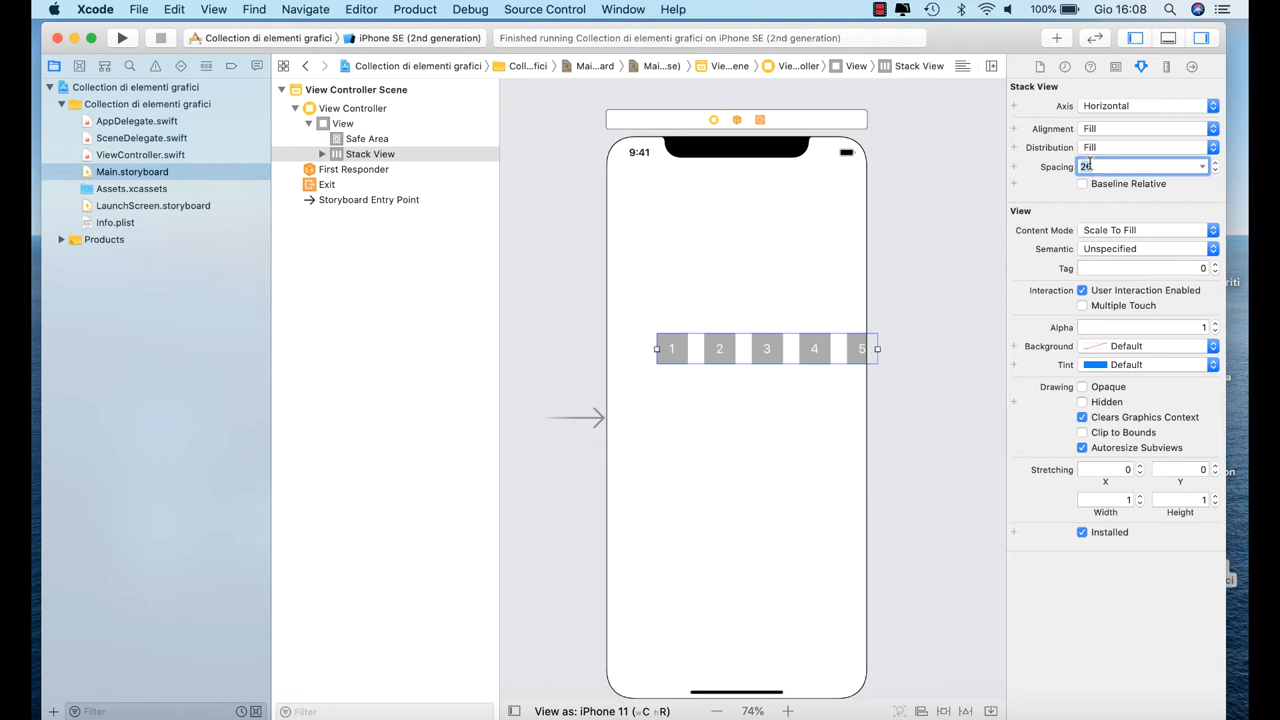 Xcode File Edit View Find Navigate Editor Product Debug Source Control Window Help 100% Gio 16:08
Collection di elementi grafici iPhone SE (2nd generation) Finished running Collection di elementi grafici on iPhone SE (2nd generation)
Collection di elementi grafici Coll...fici Mai...ard Mai...se) Vie...ene Vie...oller View Stack View
Collection di elementi grafici
Collection di elementi grafici
AppDelegate.swift
SceneDelegate.swift
ViewController.swift
Main.storyboard
Assets.xcassets
LaunchScreen.storyboard
Info.plist
Products
View Controller Scene
View Controller
View
Safe Area
Stack View
First Responder
Exit
Storyboard Entry Point
9:41
1 2 3 4 5
Stack View
Axis Horizontal
Alignment Fill
Distribution Fill
Spacing
Baseline Relative
View
Content Mode Scale To Fill
Semantic Unspecified
Tag 0
Interaction User Interaction Enabled
Multiple Touch
Alpha 1
Background Default
Tint Default
Drawing Opaque
Hidden
Clears Graphics Context
Clip to Bounds
Autoresize Subviews
Stretching 0 0
X Y
1 1
Width Height
Installed
Filter Filter View as: iPhone 11 (wC hR) 74%